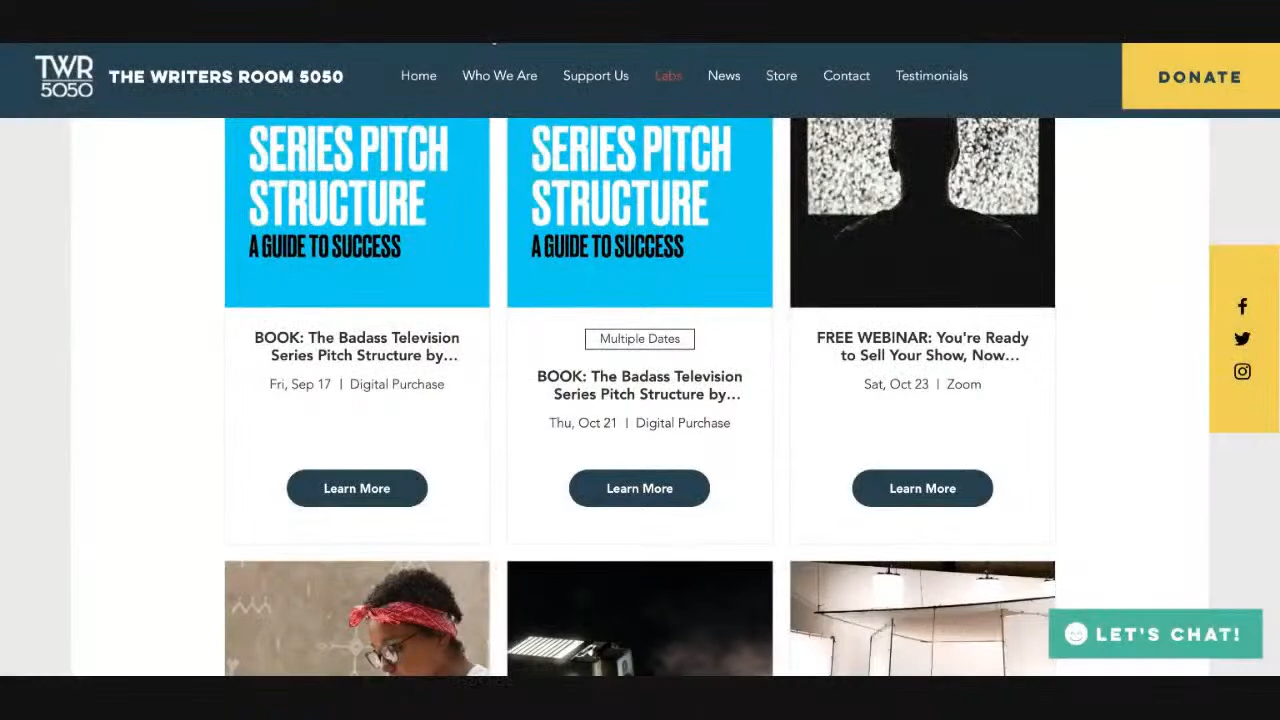 TWR
5050
THE WRITERS ROOM 5050
Home
Who We Are
Support Us
Labs
News
Store
Contact
Testimonials
DONATE
SERIES PITCH
STRUCTURE
A GUIDE TO SUCCESS
BOOK: The Badass Television
Series Pitch Structure by...
Fri, Sep 17 | Digital Purchase
Learn More
SERIES PITCH
STRUCTURE
A GUIDE TO SUCCESS
Multiple Dates
BOOK: The Badass Television
Series Pitch Structure by...
Thu, Oct 21 | Digital Purchase
Learn More
FREE WEBINAR: You're Ready
to Sell Your Show, Now...
Sat, Oct 23 | Zoom
Learn More
LET'S CHAT!